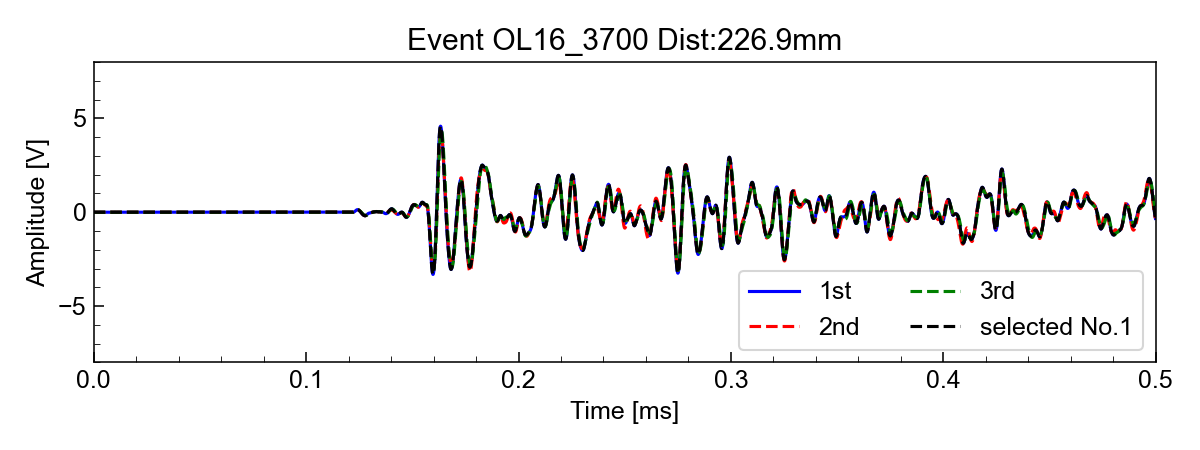 Event OL16_3700 Dist:226.9mm
5
0
−5
Amplitude [V]
1st
2nd
3rd
selected No.1
0.0 0.1 0.2 0.3 0.4 0.5
Time [ms]